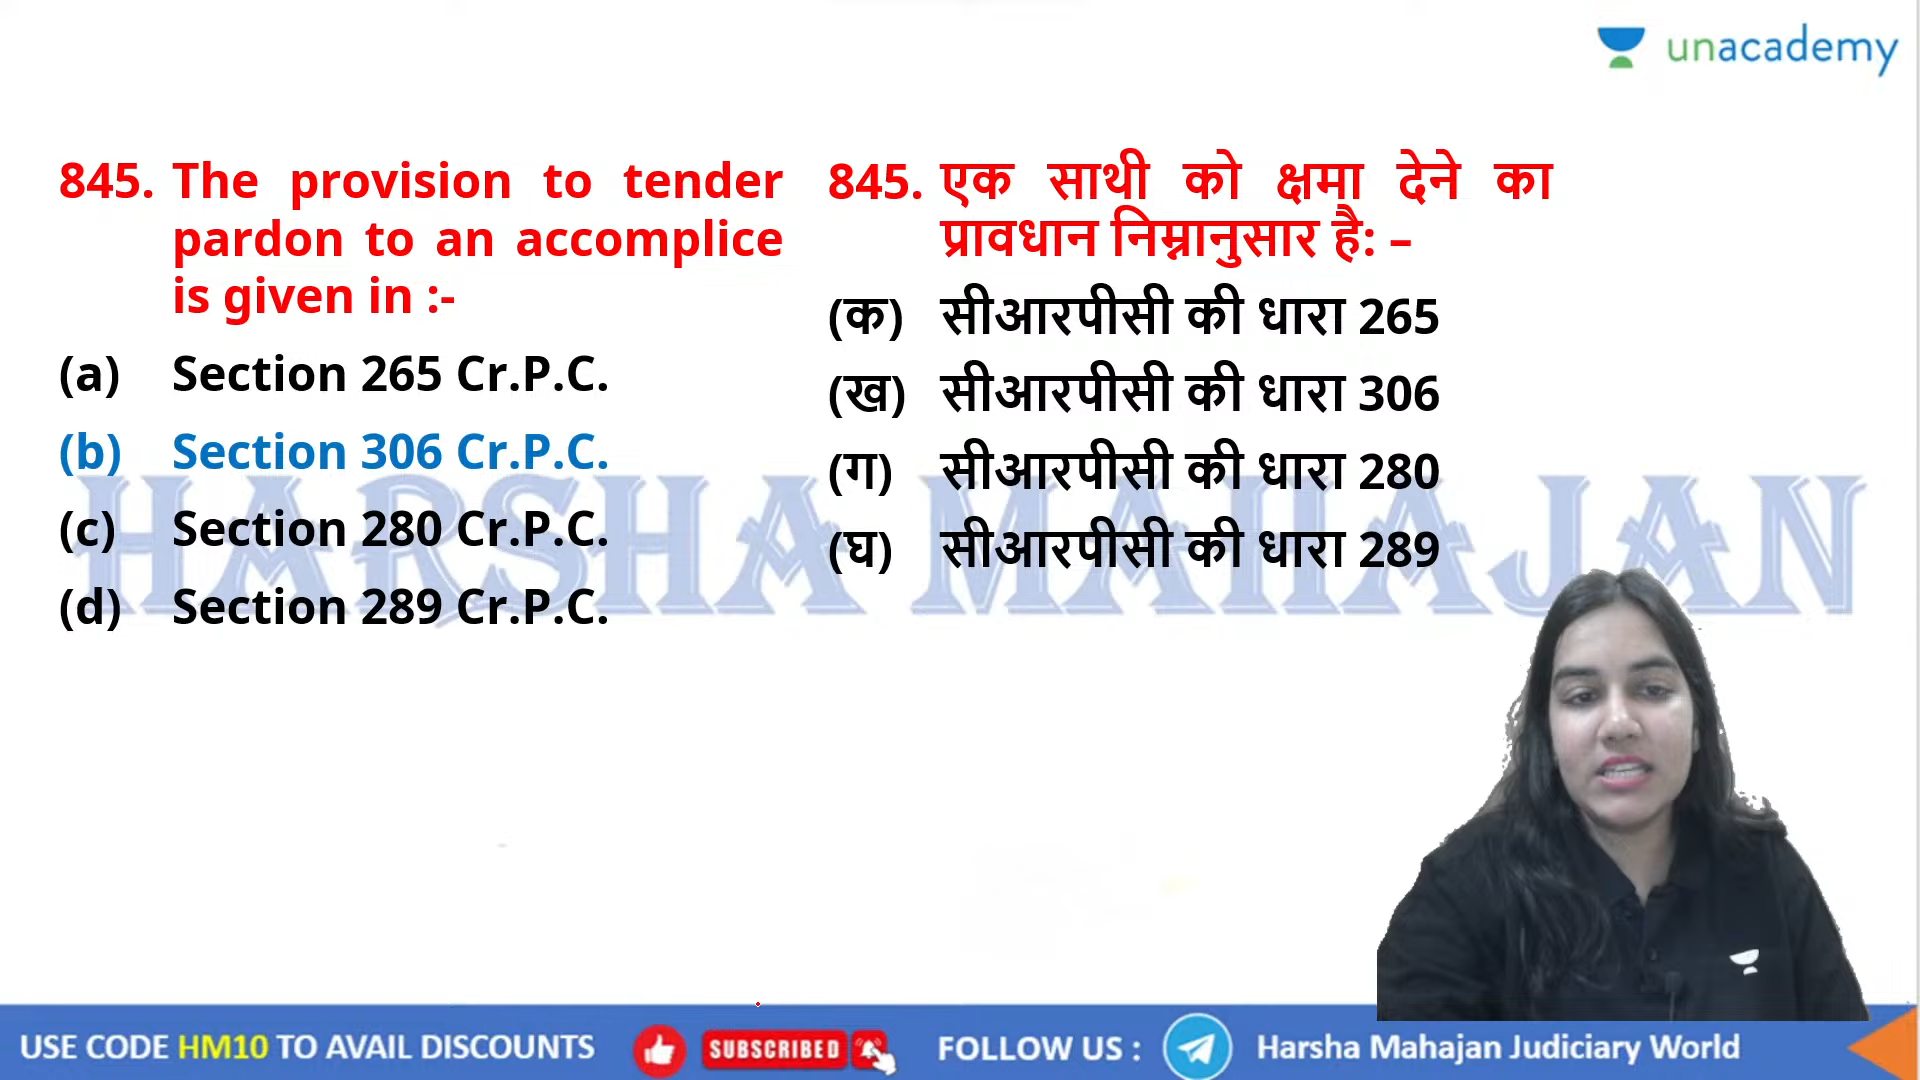 unacademy
845. The provision to tender
pardon to an accomplice
is given in :-
(a) Section 265 Cr.P.C.
(b) Section 306 Cr.P.C.
(c) Section 280 Cr.P.C.
(d) Section 289 Cr.P.C.
845. एक साथी को क्षमा देने का
प्रावधान निम्नानुसार है: –
(क) सीआरपीसी की धारा 265
(ख) सीआरपीसी की धारा 306
(ग) सीआरपीसी की धारा 280
(घ) सीआरपीसी की धारा 289
HARSHA MAHAJAN
USE CODE HM10 TO AVAIL DISCOUNTS
SUBSCRIBED
FOLLOW US :
Harsha Mahajan Judiciary World